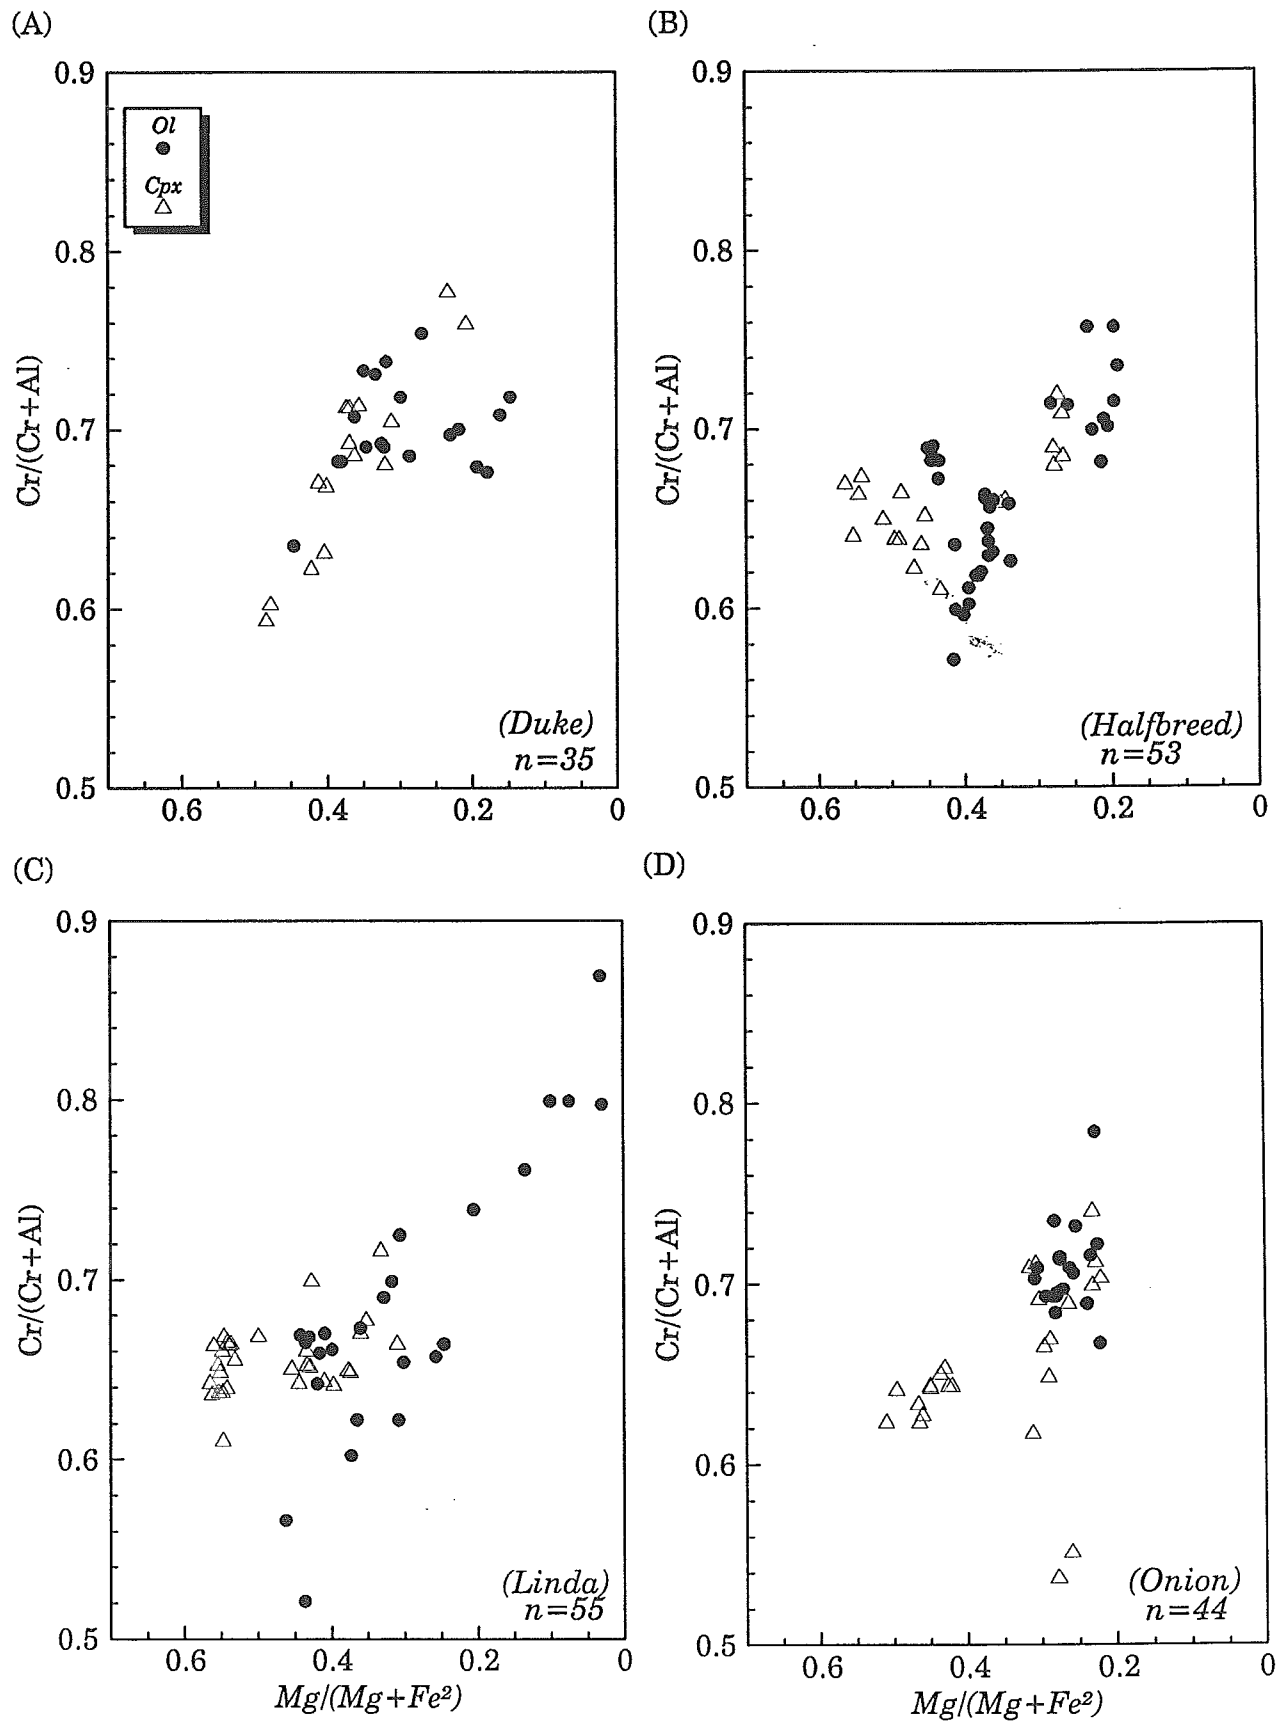 (A)
0.9
0.8
0.7
0.6
0.5
Cr/(Cr+Al)
Ol
Cpx
(Duke)
n=35
0.6 0.4 0.2 0
(B)
0.9
0.8
0.7
0.6
0.5
Cr/(Cr+Al)
(Halfbreed)
n=53
0.6 0.4 0.2 0
(C)
0.9
0.8
0.7
0.6
0.5
Cr/(Cr+Al)
(Linda)
n=55
0.6 0.4 0.2 0
Mg/(Mg+Fe²)
(D)
0.9
0.8
0.7
0.6
0.5
Cr/(Cr+Al)
(Onion)
n=44
0.6 0.4 0.2 0
Mg/(Mg+Fe²)